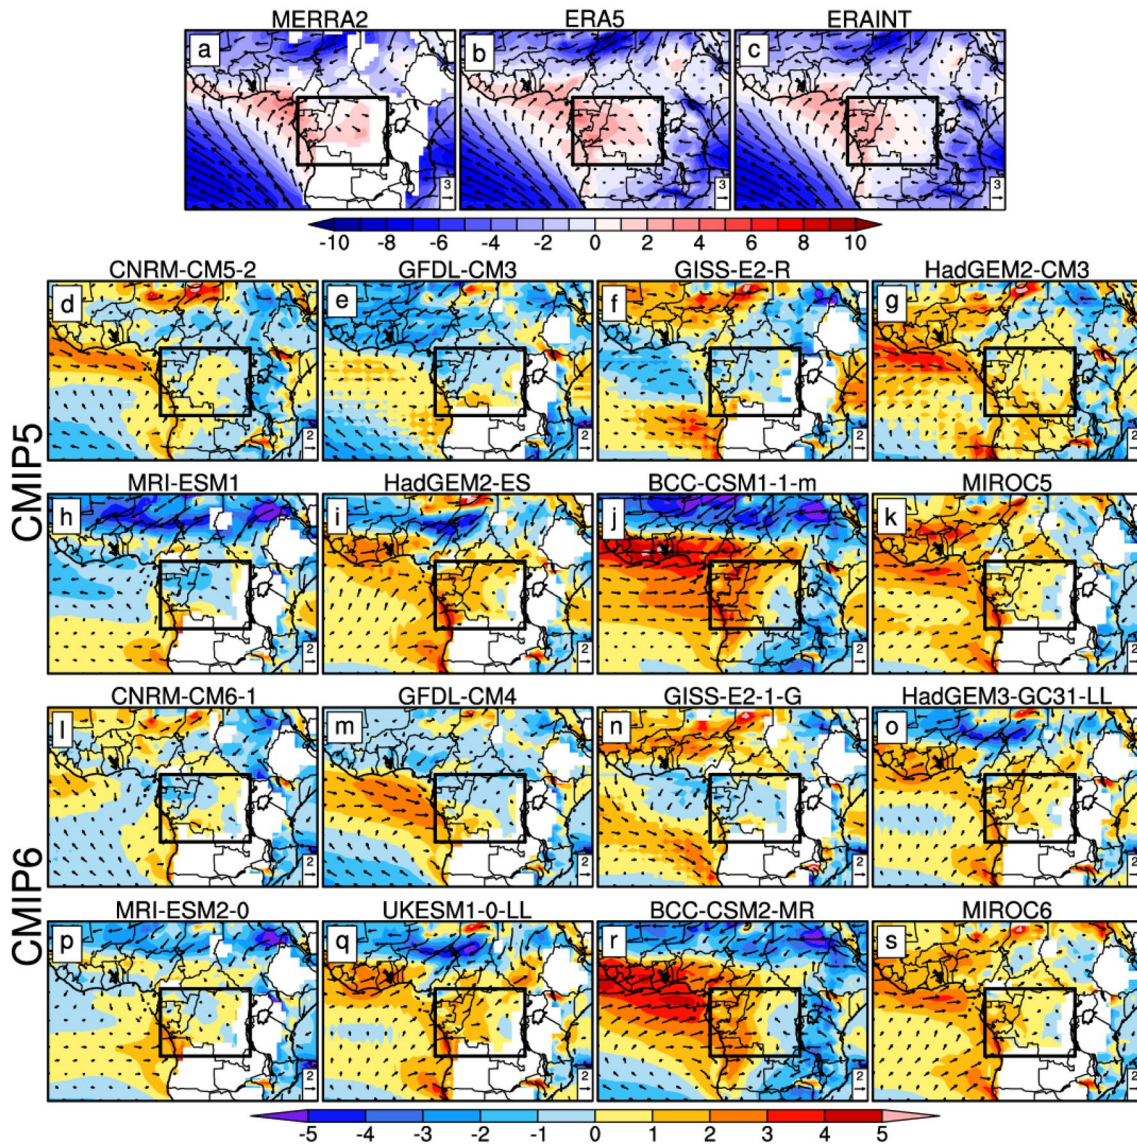 MERRA2 ERA5 ERAINT
a b c
3 3 3
-10 -8 -6 -4 -2 0 2 4 6 8 10
CMIP5
CNRM-CM5-2 GFDL-CM3 GISS-E2-R HadGEM2-CM3
d e f g
2 2 2 2
MRI-ESM1 HadGEM2-ES BCC-CSM1-1-m MIROC5
h i j k
2 2 2 2
CMIP6
CNRM-CM6-1 GFDL-CM4 GISS-E2-1-G HadGEM3-GC31-LL
l m n o
2 2 2 2
MRI-ESM2-0 UKESM1-0-LL BCC-CSM2-MR MIROC6
p q r s
2 2 2 2
-5 -4 -3 -2 -1 0 1 2 3 4 5